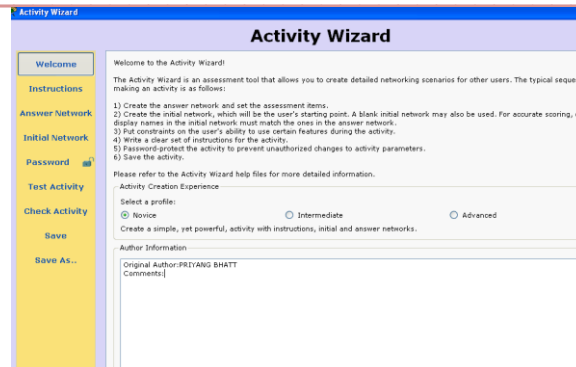 Activity Wizard
Activity Wizard
Welcome
Instructions
Answer Network
Initial Network
Password
Test Activity
Check Activity
Save
Save As..
Welcome to the Activity Wizard!
The Activity Wizard is an assessment tool that allows you to create detailed networking scenarios for other users. The typical seque
making an activity is as follows:
1) Create the answer network and set the assessment items.
2) Create the initial network, which will be the user's starting point. A blank initial network may also be used. For accurate scoring,
display names in the initial network must match the ones in the answer network.
3) Put constraints on the user's ability to use certain features during the activity.
4) Write a clear set of instructions for the activity.
5) Password-protect the activity to prevent unauthorized changes to activity parameters.
6) Save the activity.
Please refer to the Activity Wizard help files for more detailed information.
Activity Creation Experience
Select a profile:
Novice Intermediate Advanced
Create a simple, yet powerful, activity with instructions, initial and answer networks.
Author Information
Original Author:PRIYANG BHATT
Comments: